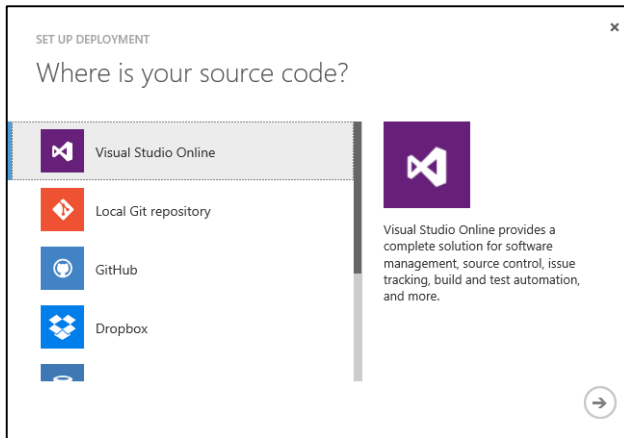 SET UP DEPLOYMENT
Where is your source code?
Visual Studio Online
Local Git repository
GitHub
Dropbox
Visual Studio Online provides a
complete solution for software
management, source control, issue
tracking, build and test automation,
and more.